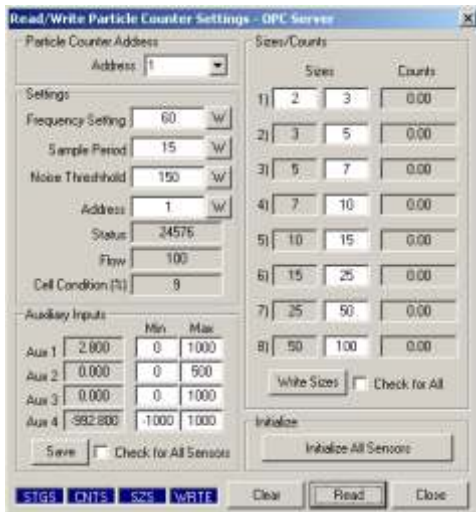 Read/Write Particle Counter Settings - OPC Server
Particle Counter Address
Address 1
Settings
Frequency Setting 60 W
Sample Period 15 W
Noise Threshhold 150 W
Address 1 W
Status 24576
Flow 100
Cell Condition (%) 9
Auxiliary Inputs
Min Max
Aux 1 2.800 0 1000
Aux 2 0.000 0 500
Aux 3 0.000 0 1000
Aux 4 -992.800 -1000 1000
Save Check for All Sensors
Sizes/Counts
Sizes Counts
1) 2 3 0.00
2) 3 5 0.00
3) 5 7 0.00
4) 7 10 0.00
5) 10 15 0.00
6) 15 25 0.00
7) 25 50 0.00
8) 50 100 0.00
Write Sizes Check for All
Initialize
Initialize All Sensors
STGS CNTS SZS WRITE Clear Read Close